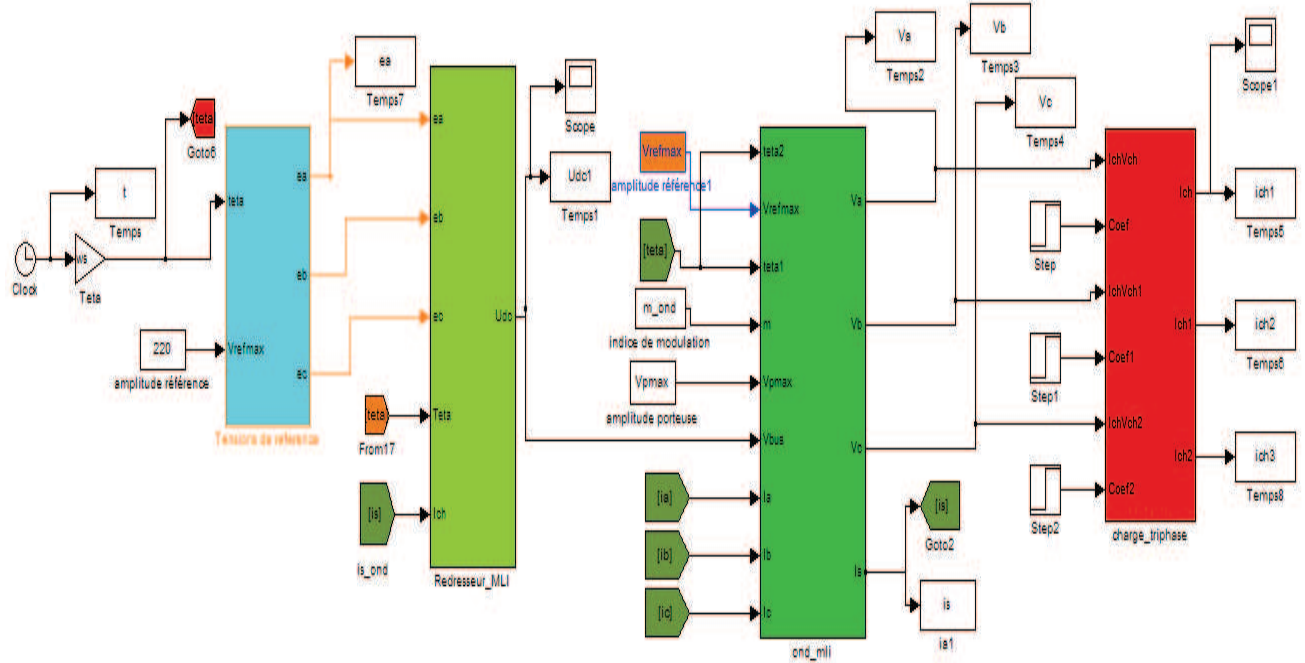 teta
Goto6
t
Temps
Clock
ws
Teta
220
amplitude référence
teta
Vrefmax
ea
eb
ec
Tensions de reference
ea
Temps7
ea
eb
eb
Teta
Ich
Udc
Redresseur_MLI
teta
From17
[is]
is_ond
Scope
Udc1
Temps1
Vrefmax
amplitude référence1
[teta]
m_ond
indice de modulation
Vpmax
amplitude porteuse
[ia]
[ib]
[ic]
teta2
Vrefmax
teta1
m
Vpmax
Vbus
Ia
Ib
Ic
Va
Vb
Vc
Is
ond_mli
Va
Temps2
Vb
Temps3
Vc
Temps4
[is]
Goto2
is
ia1
Step
Step1
Step2
IchVch
Coef
IchVch1
Coef1
IchVch2
Coef2
Ich
Ich1
Ich2
charge_triphase
Scope1
ich1
Temps5
ich2
Temps6
ich3
Temps8